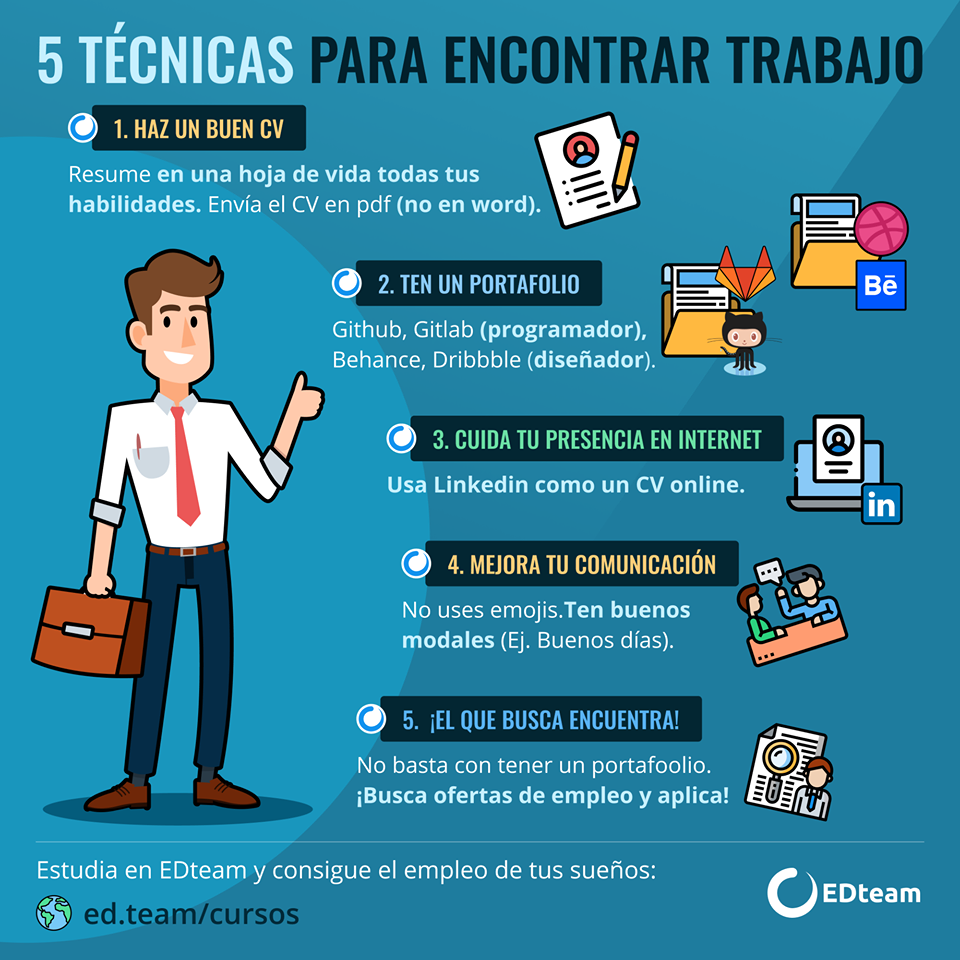 5 TÉCNICAS PARA ENCONTRAR TRABAJO
1. HAZ UN BUEN CV
Resume en una hoja de vida todas tus
habilidades. Envía el CV en pdf (no en word).
2. TEN UN PORTAFOLIO
Github, Gitlab (programador),
Behance, Dribbble (diseñador).
Bē
3. CUIDA TU PRESENCIA EN INTERNET
Usa Linkedin como un CV online.
in
4. MEJORA TU COMUNICACIÓN
No uses emojis.Ten buenos
modales (Ej. Buenos días).
5. ¡EL QUE BUSCA ENCUENTRA!
No basta con tener un portafoolio.
¡Busca ofertas de empleo y aplica!
Estudia en EDteam y consigue el empleo de tus sueños:
ed.team/cursos
EDteam